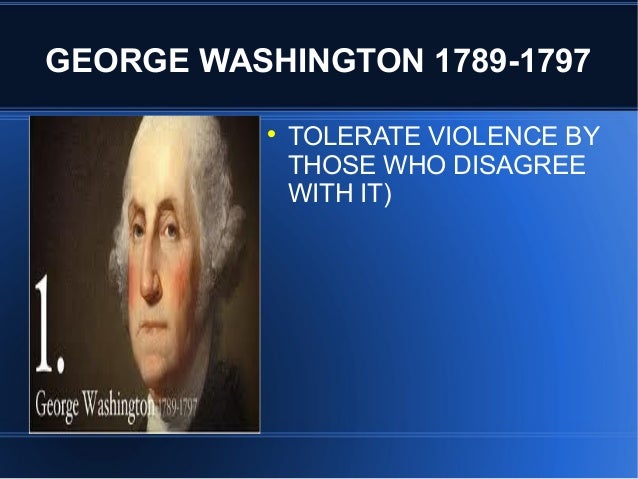 GEORGE WASHINGTON 1789-1797
• TOLERATE VIOLENCE BY
THOSE WHO DISAGREE
WITH IT)
1.
George Washington 1789-1797